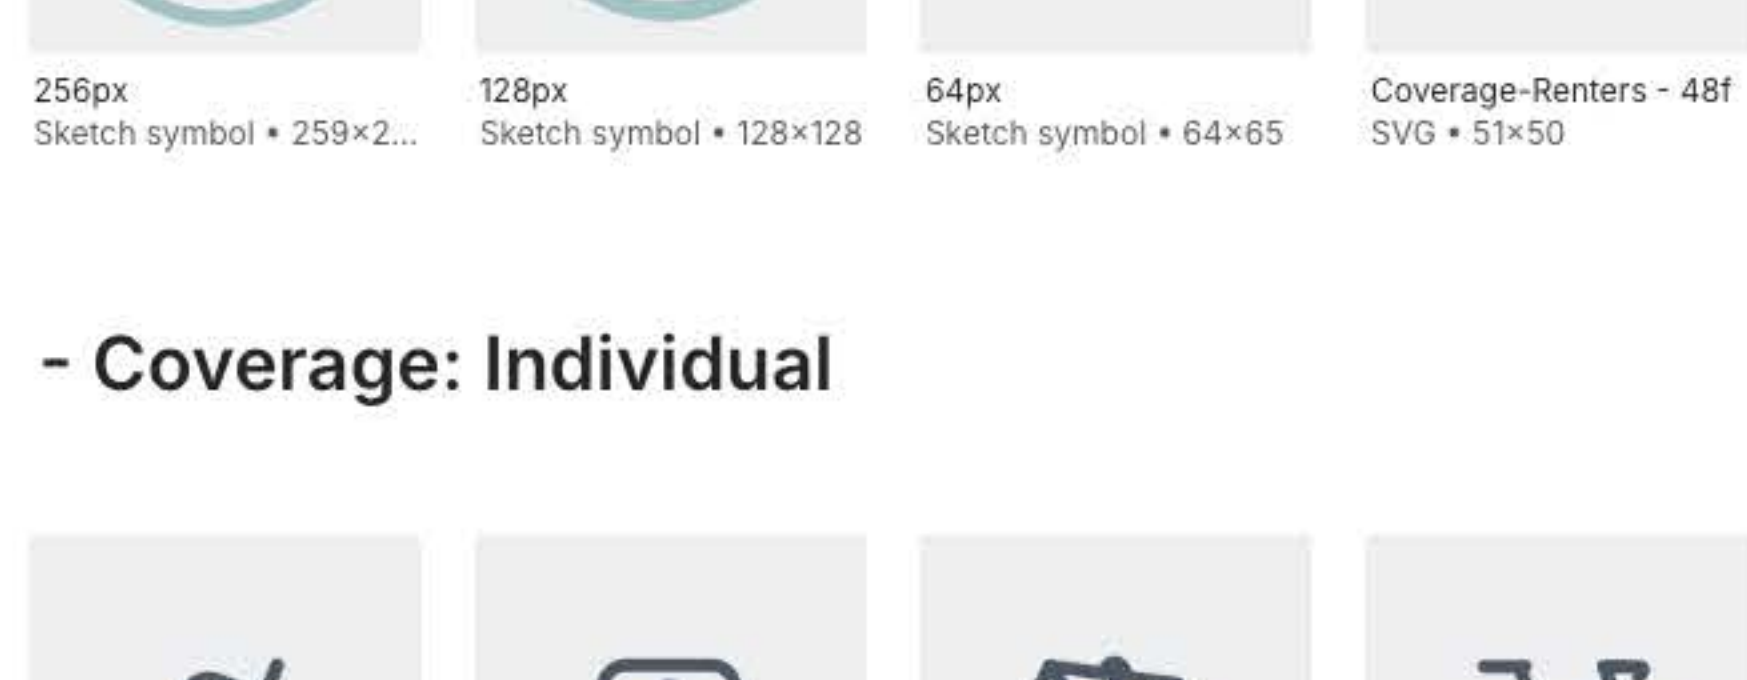 256px
Sketch symbol • 259×2...
128px
Sketch symbol • 128×128
64px
Sketch symbol • 64×65
Coverage-Renters - 48f
SVG • 51×50
- Coverage: Individual